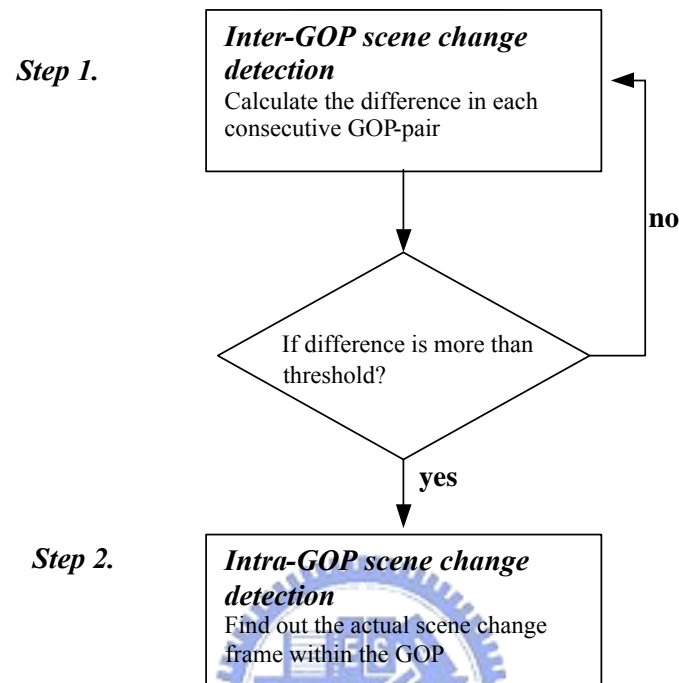 Step 1.
Inter-GOP scene change
detection
Calculate the difference in each
consecutive GOP-pair
no
If difference is more than
threshold?
yes
Step 2.
Intra-GOP scene change
detection
Find out the actual scene change
frame within the GOP